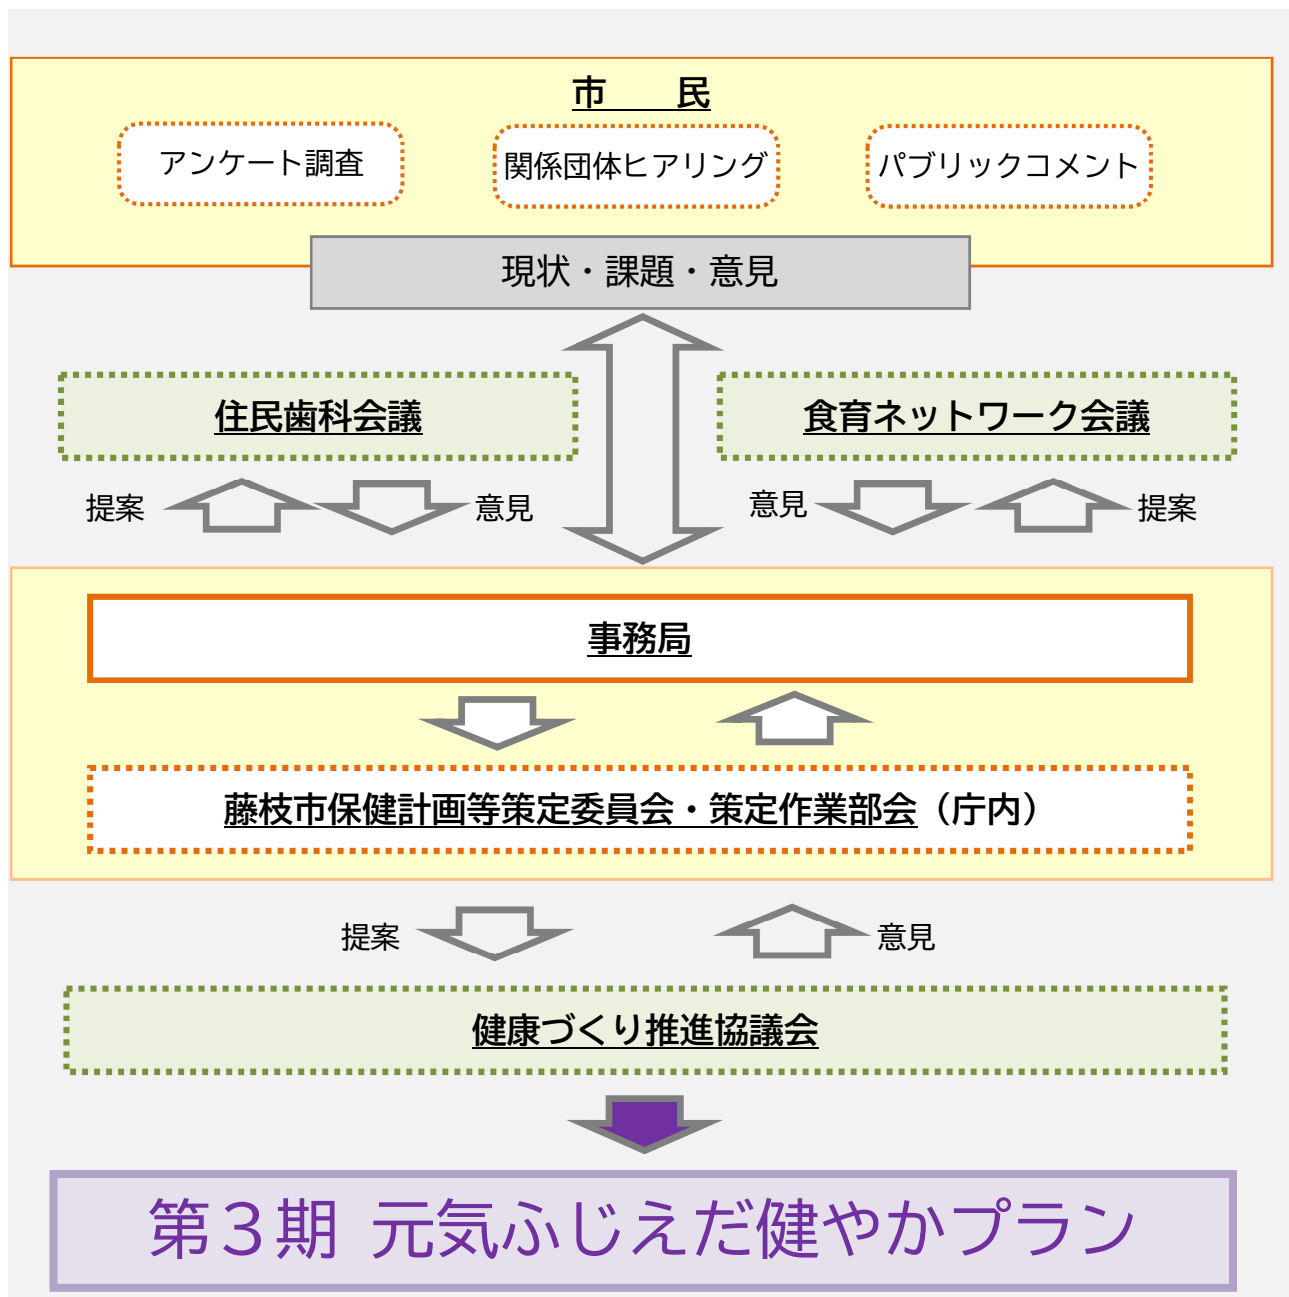 市　　民
アンケート調査
関係団体ヒアリング
パブリックコメント
現状・課題・意見
住民歯科会議
食育ネットワーク会議
提案
意見
意見
提案
事務局
藤枝市保健計画等策定委員会・策定作業部会（庁内）
提案
意見
健康づくり推進協議会
第３期 元気ふじえだ健やかプラン